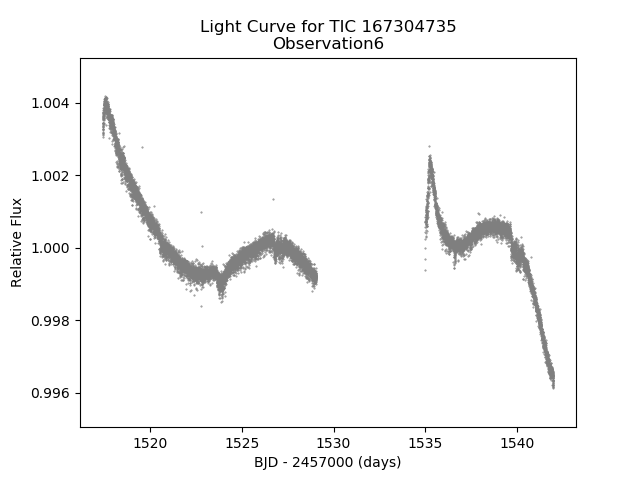 Light Curve for TIC 167304735
Observation6
1.004
1.002
1.000
0.998
0.996
Relative Flux
1520
1525
1530
1535
1540
BJD - 2457000 (days)